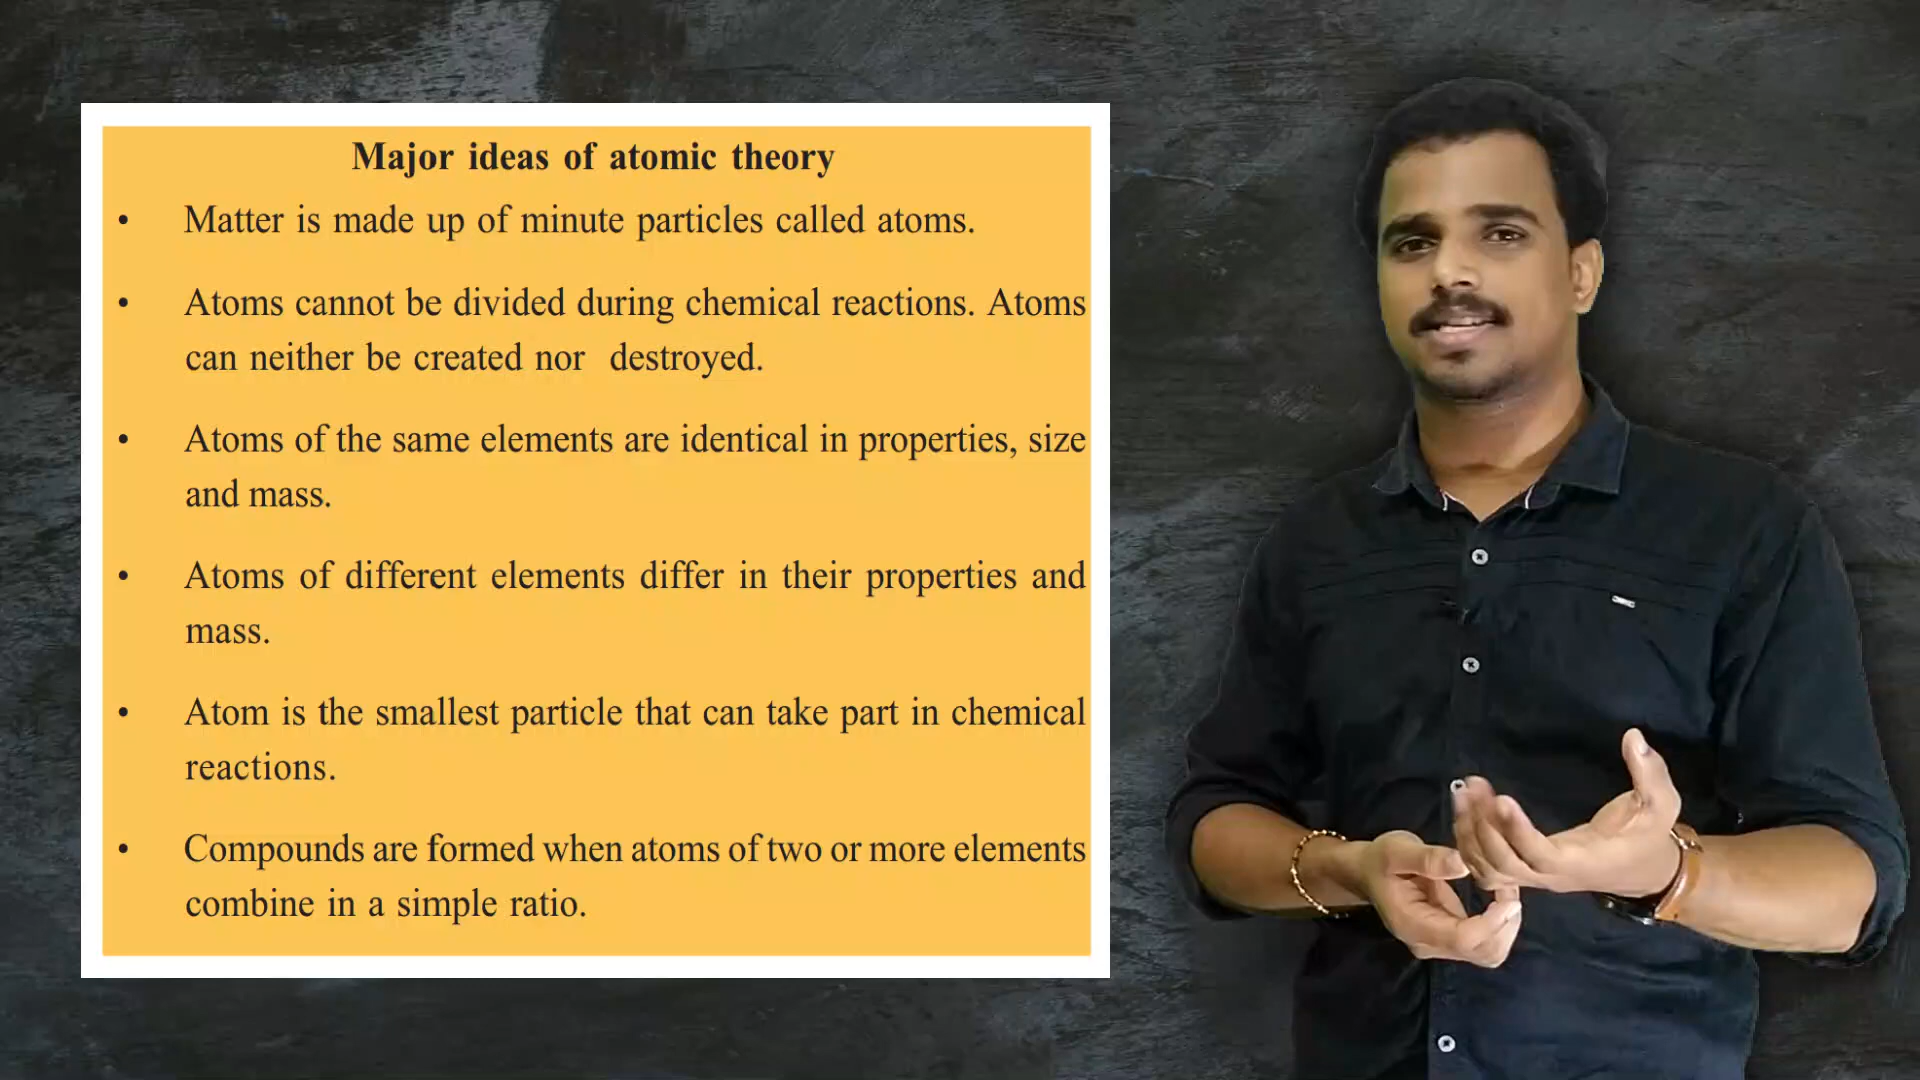 Major ideas of atomic theory
• Matter is made up of minute particles called atoms.
• Atoms cannot be divided during chemical reactions. Atoms
can neither be created nor destroyed.
• Atoms of the same elements are identical in properties, size
and mass.
• Atoms of different elements differ in their properties and
mass.
• Atom is the smallest particle that can take part in chemical
reactions.
• Compounds are formed when atoms of two or more elements
combine in a simple ratio.